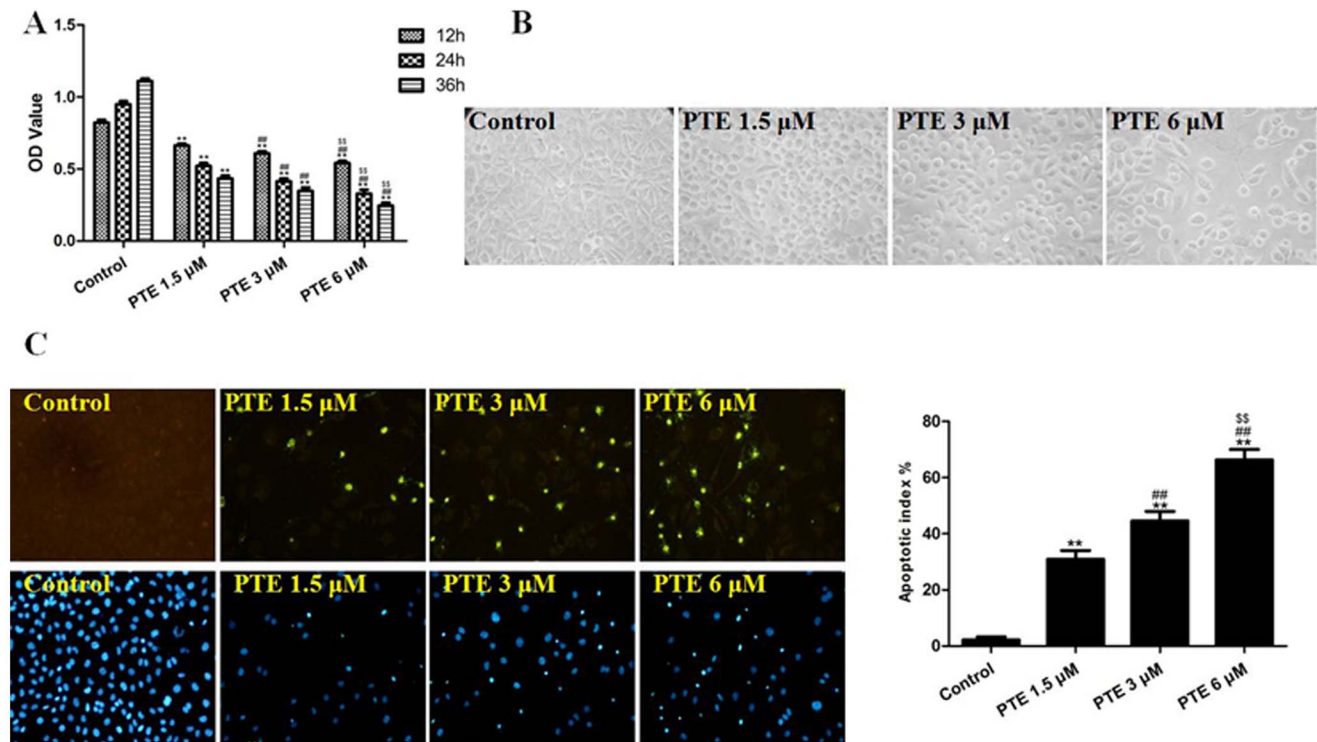 A
1.5
1.0
0.5
0.0
OD Value
12h
24h
36h
**
**
**
##
**
##
**
##
**
$$
##
**
$$
##
**
$$
##
**
Control
PTE 1.5 μM
PTE 3 μM
PTE 6 μM
B
Control
PTE 1.5 μM
PTE 3 μM
PTE 6 μM
C
Control
PTE 1.5 μM
PTE 3 μM
PTE 6 μM
Control
PTE 1.5 μM
PTE 3 μM
PTE 6 μM
80
60
40
20
0
Apoptotic index %
**
##
**
$$
##
**
Control
PTE 1.5 μM
PTE 3 μM
PTE 6 μM